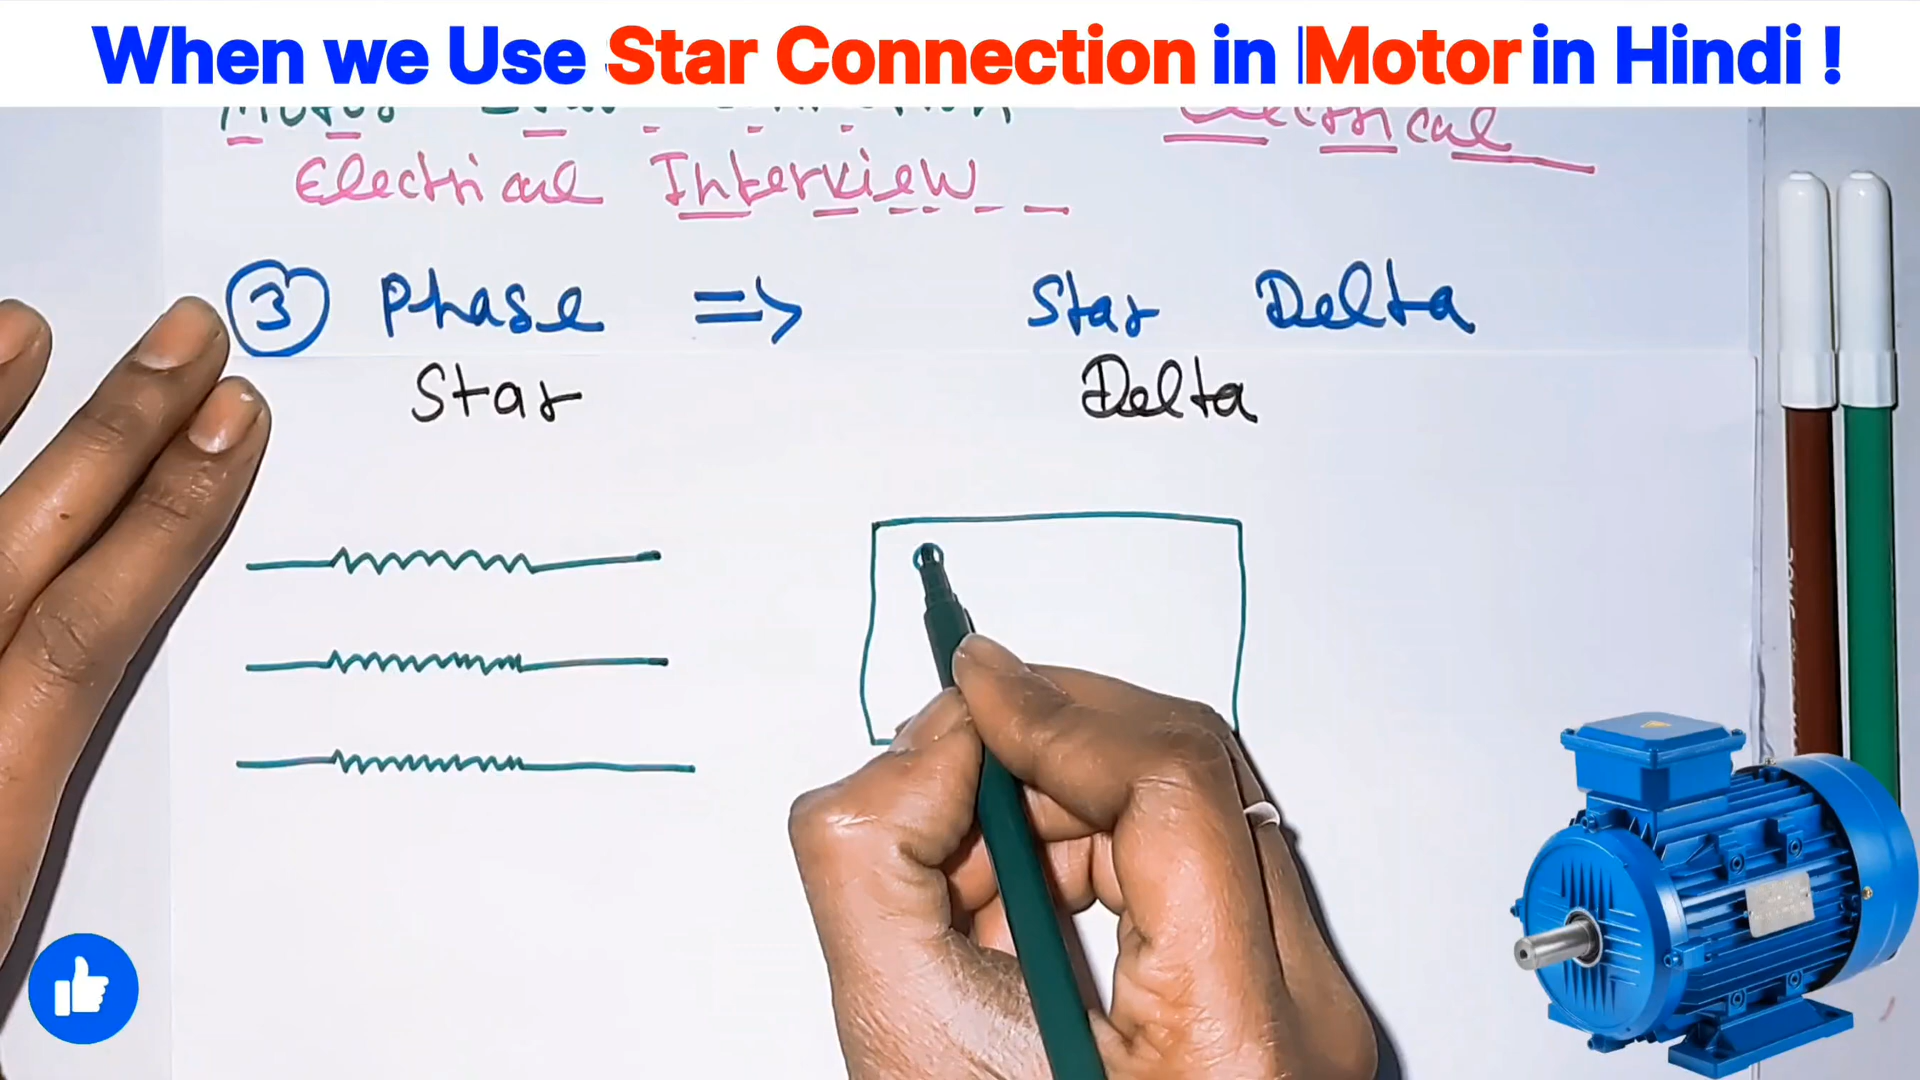 When we Use Star Connection in Motor in Hindi !
Electrical
Electrical Interview
3 Phase => Star Delta
Star Delta